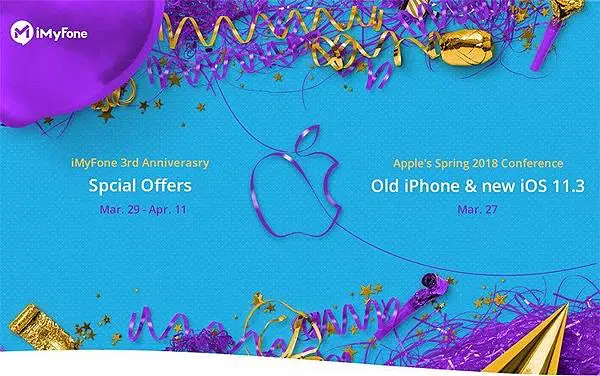 iMyFone
iMyFone 3rd Anniverasry
Spcial Offers
Mar. 29 - Apr. 11
Apple's Spring 2018 Conference
Old iPhone & new iOS 11.3
Mar. 27